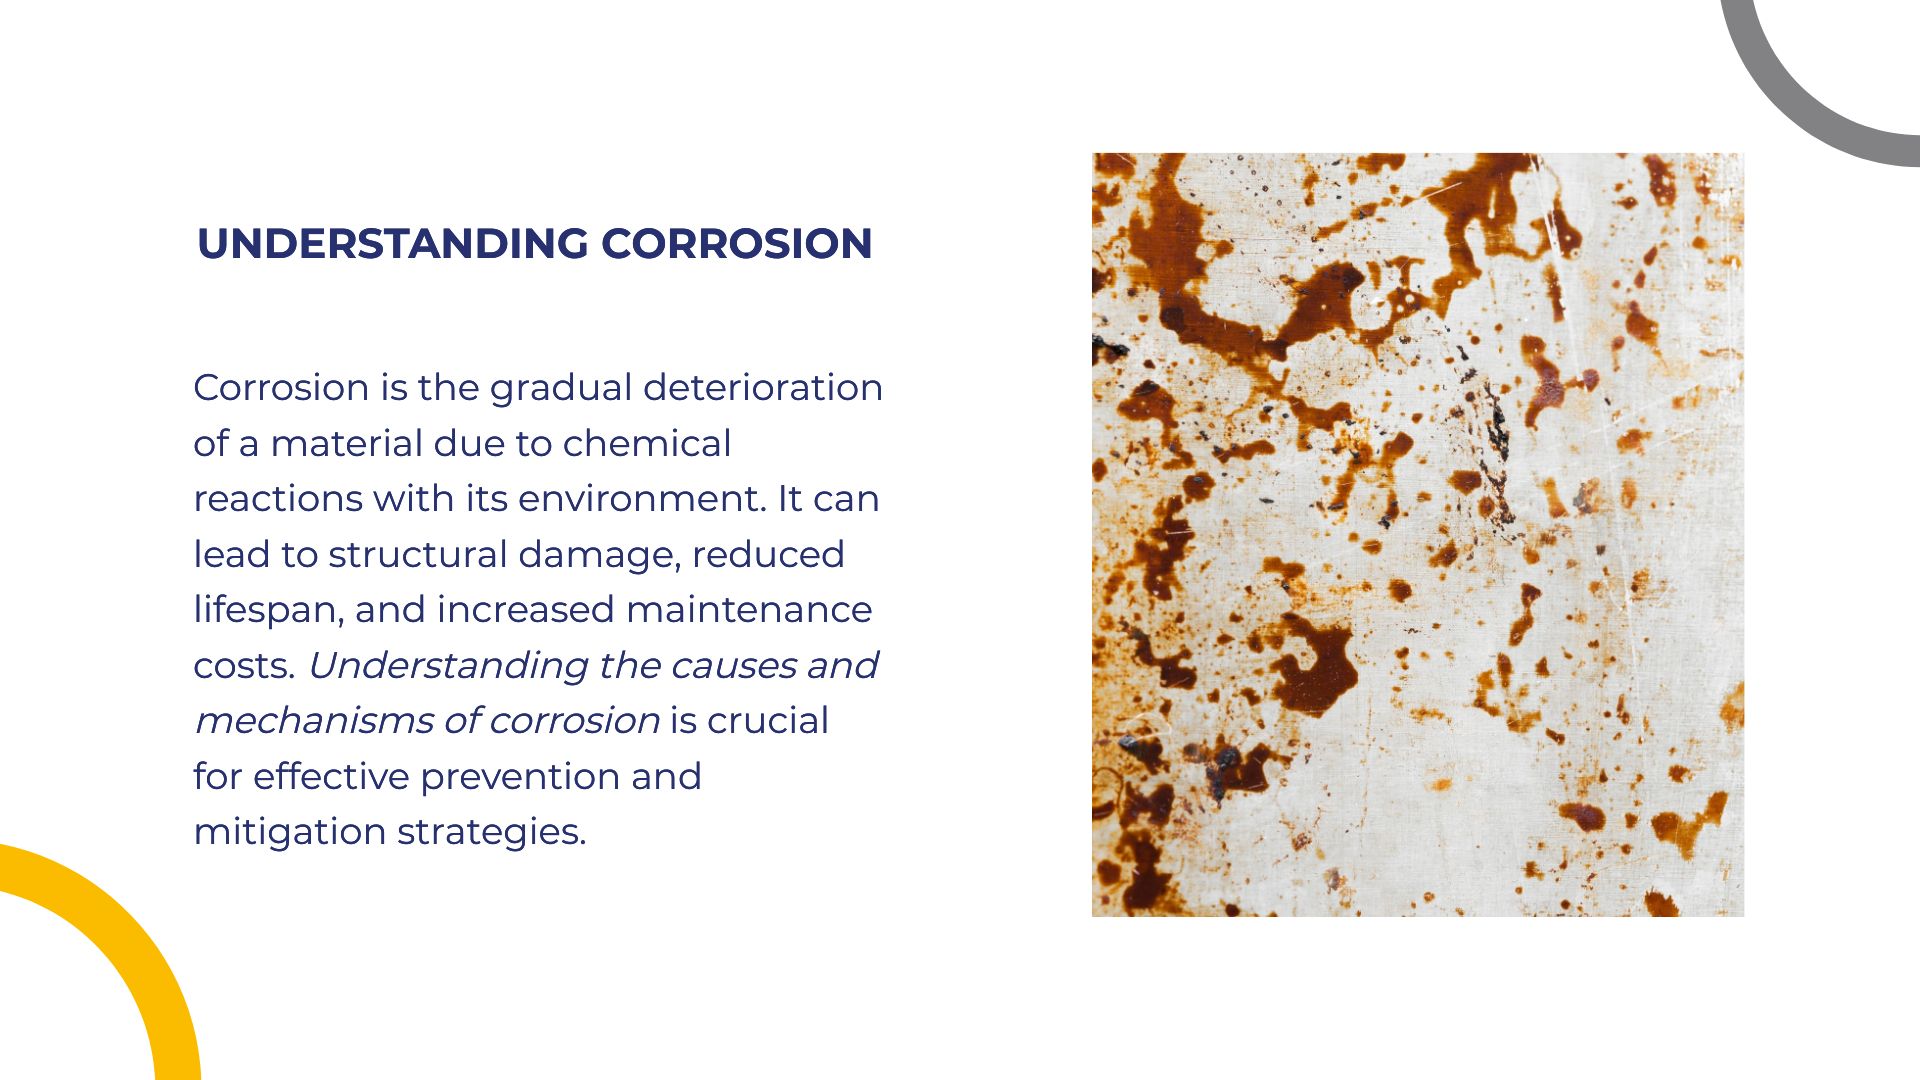 UNDERSTANDING CORROSION
Corrosion is the gradual deterioration
of a material due to chemical
reactions with its environment. It can
lead to structural damage, reduced
lifespan, and increased maintenance
costs. Understanding the causes and
mechanisms of corrosion is crucial
for effective prevention and
mitigation strategies.